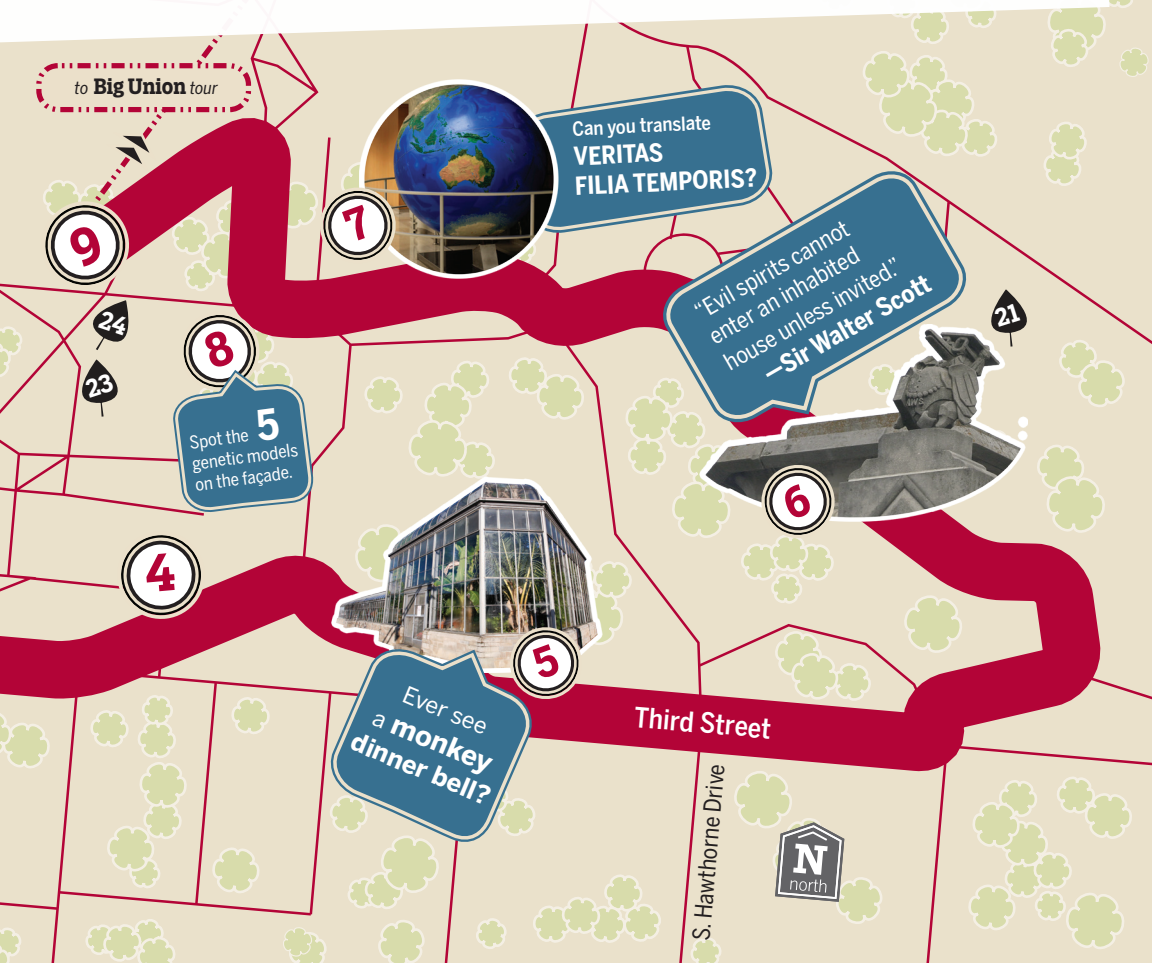 to Big Union tour
Can you translate
VERITAS
FILIA TEMPORIS?
7
9
“Evil spirits cannot
enter an inhabited
house unless invited.”
—Sir Walter Scott
21
24
8
23
Spot the 5
genetic models
on the façade.
6
4
5
Ever see
a monkey
dinner bell?
Third Street
S. Hawthorne Drive
N
north